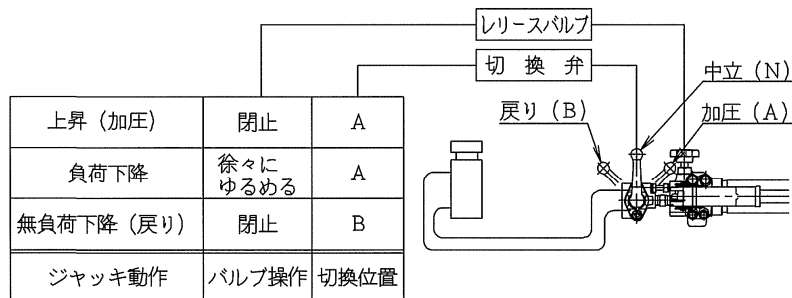 レリースバルブ
切換弁
中立(N)
戻り(B)
加圧(A)
上昇(加圧) 閉止 A
負荷下降 徐々に
ゆるめる A
無負荷下降(戻り) 閉止 B
ジャッキ動作 バルブ操作 切換位置